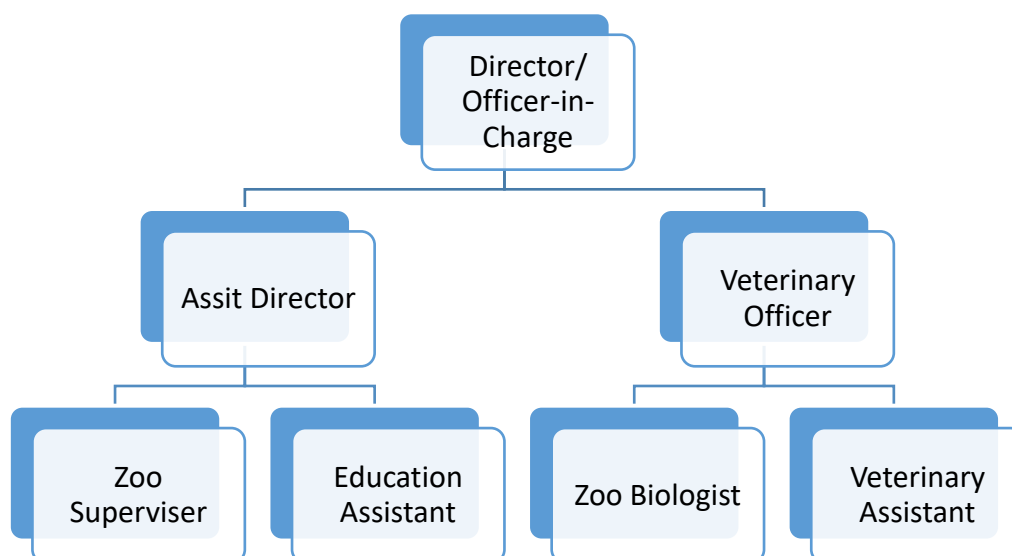 Director/
Officer-in-
Charge
Assit Director
Veterinary
Officer
Zoo
Superviser
Education
Assistant
Zoo Biologist
Veterinary
Assistant